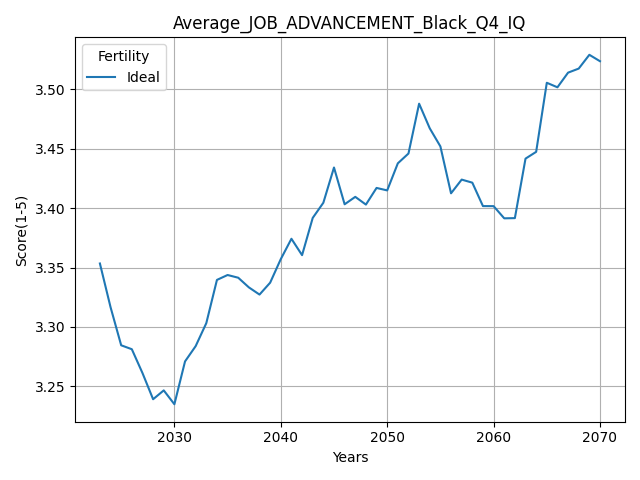 Average_JOB_ADVANCEMENT_Black_Q4_IQ
Fertility
Ideal
Score(1-5)
3.50
3.45
3.40
3.35
3.30
3.25
2030 2040 2050 2060 2070
Years